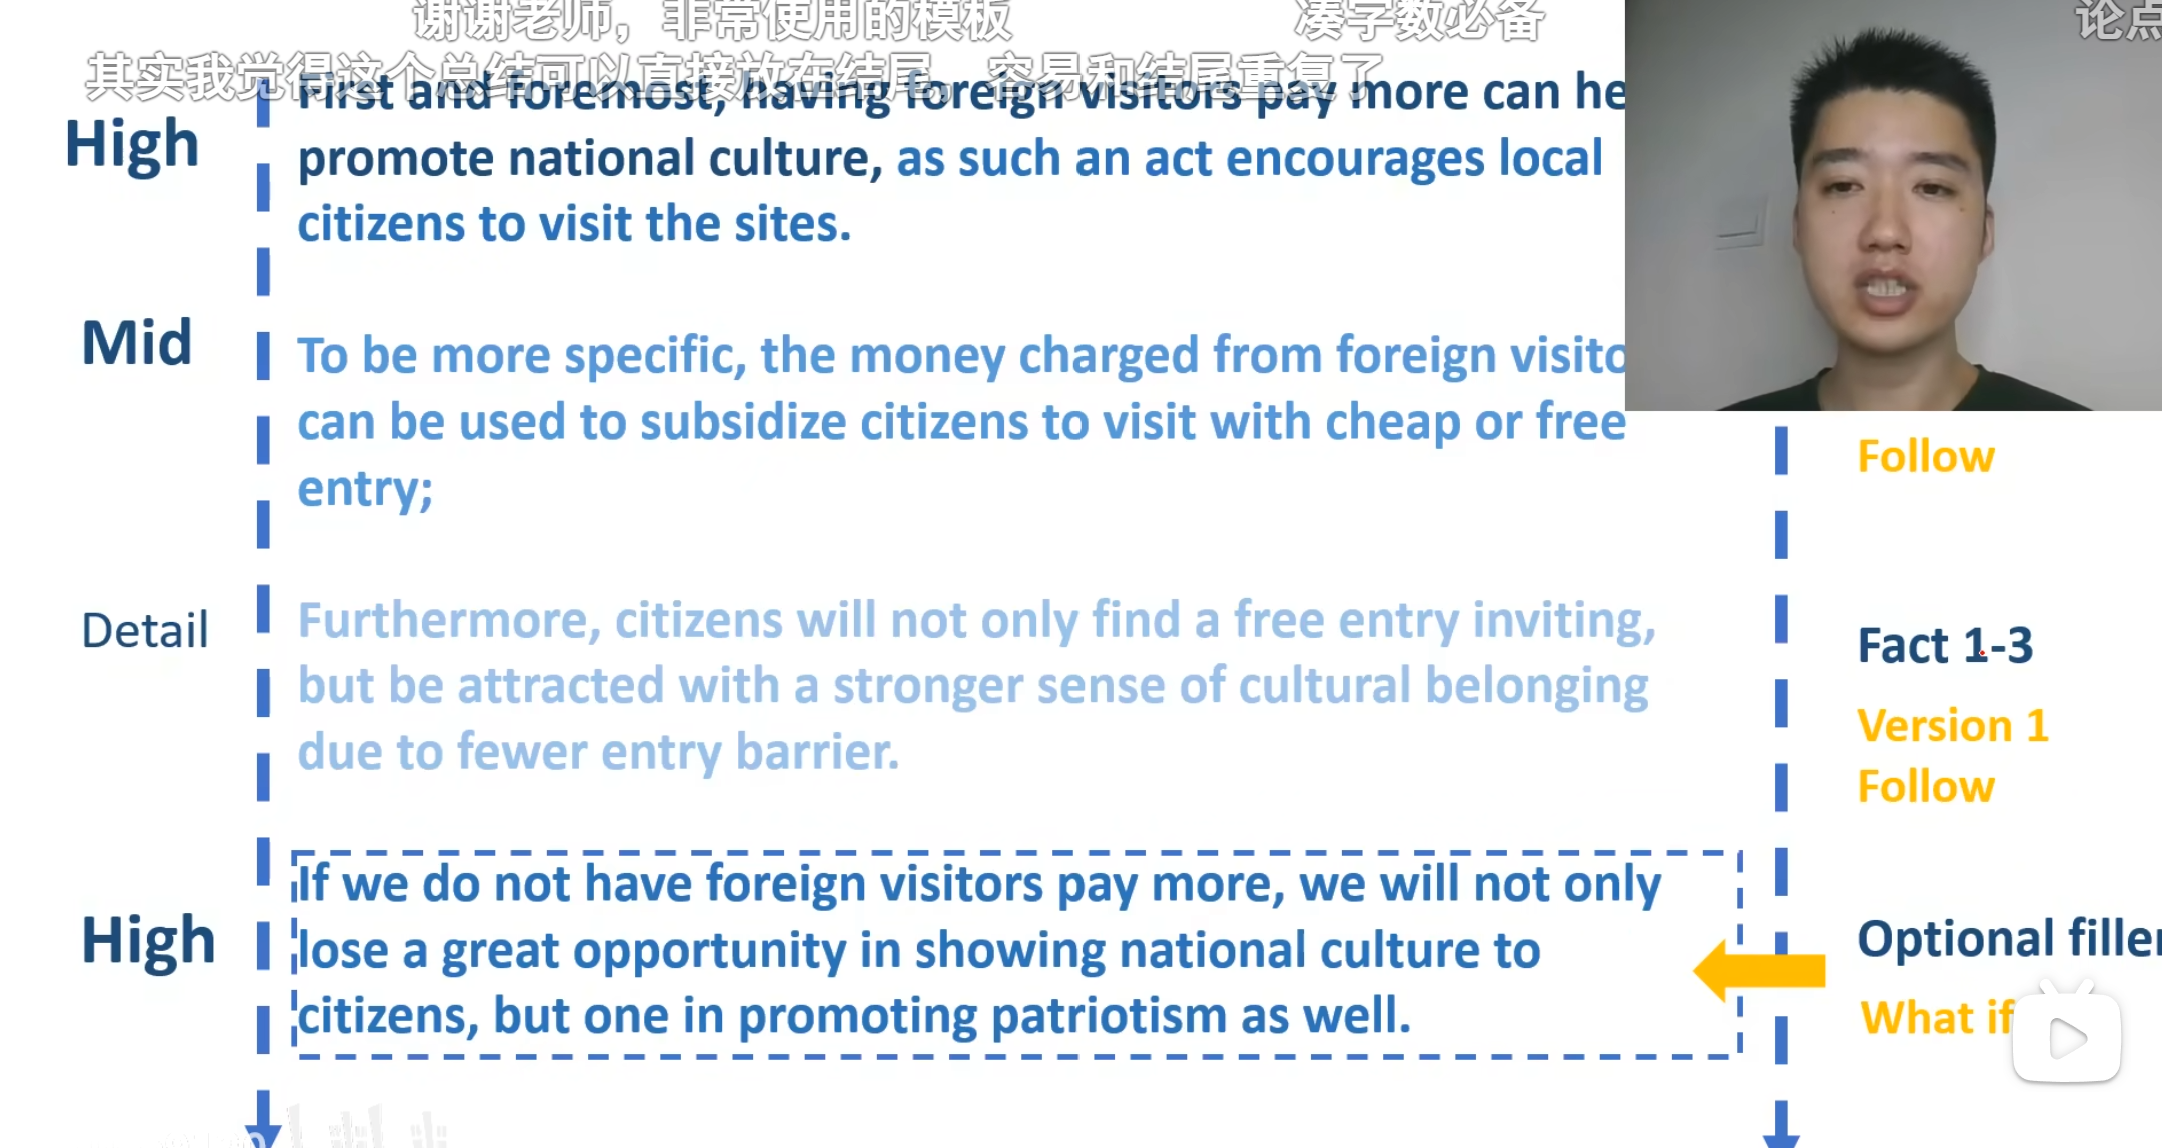 谢谢老师，非常使用的模板
凑字数必备
论点
其实我觉得这个总结可以直接放在结尾，容易和结尾重复了
High
First and foremost, having foreign visitors pay more can he
promote national culture, as such an act encourages local
citizens to visit the sites.
Mid
To be more specific, the money charged from foreign visito
can be used to subsidize citizens to visit with cheap or free
entry;
Follow
Detail
Furthermore, citizens will not only find a free entry inviting,
but be attracted with a stronger sense of cultural belonging
due to fewer entry barrier.
Fact 1-3
Version 1
Follow
High
If we do not have foreign visitors pay more, we will not only
lose a great opportunity in showing national culture to
citizens, but one in promoting patriotism as well.
Optional filler
What if